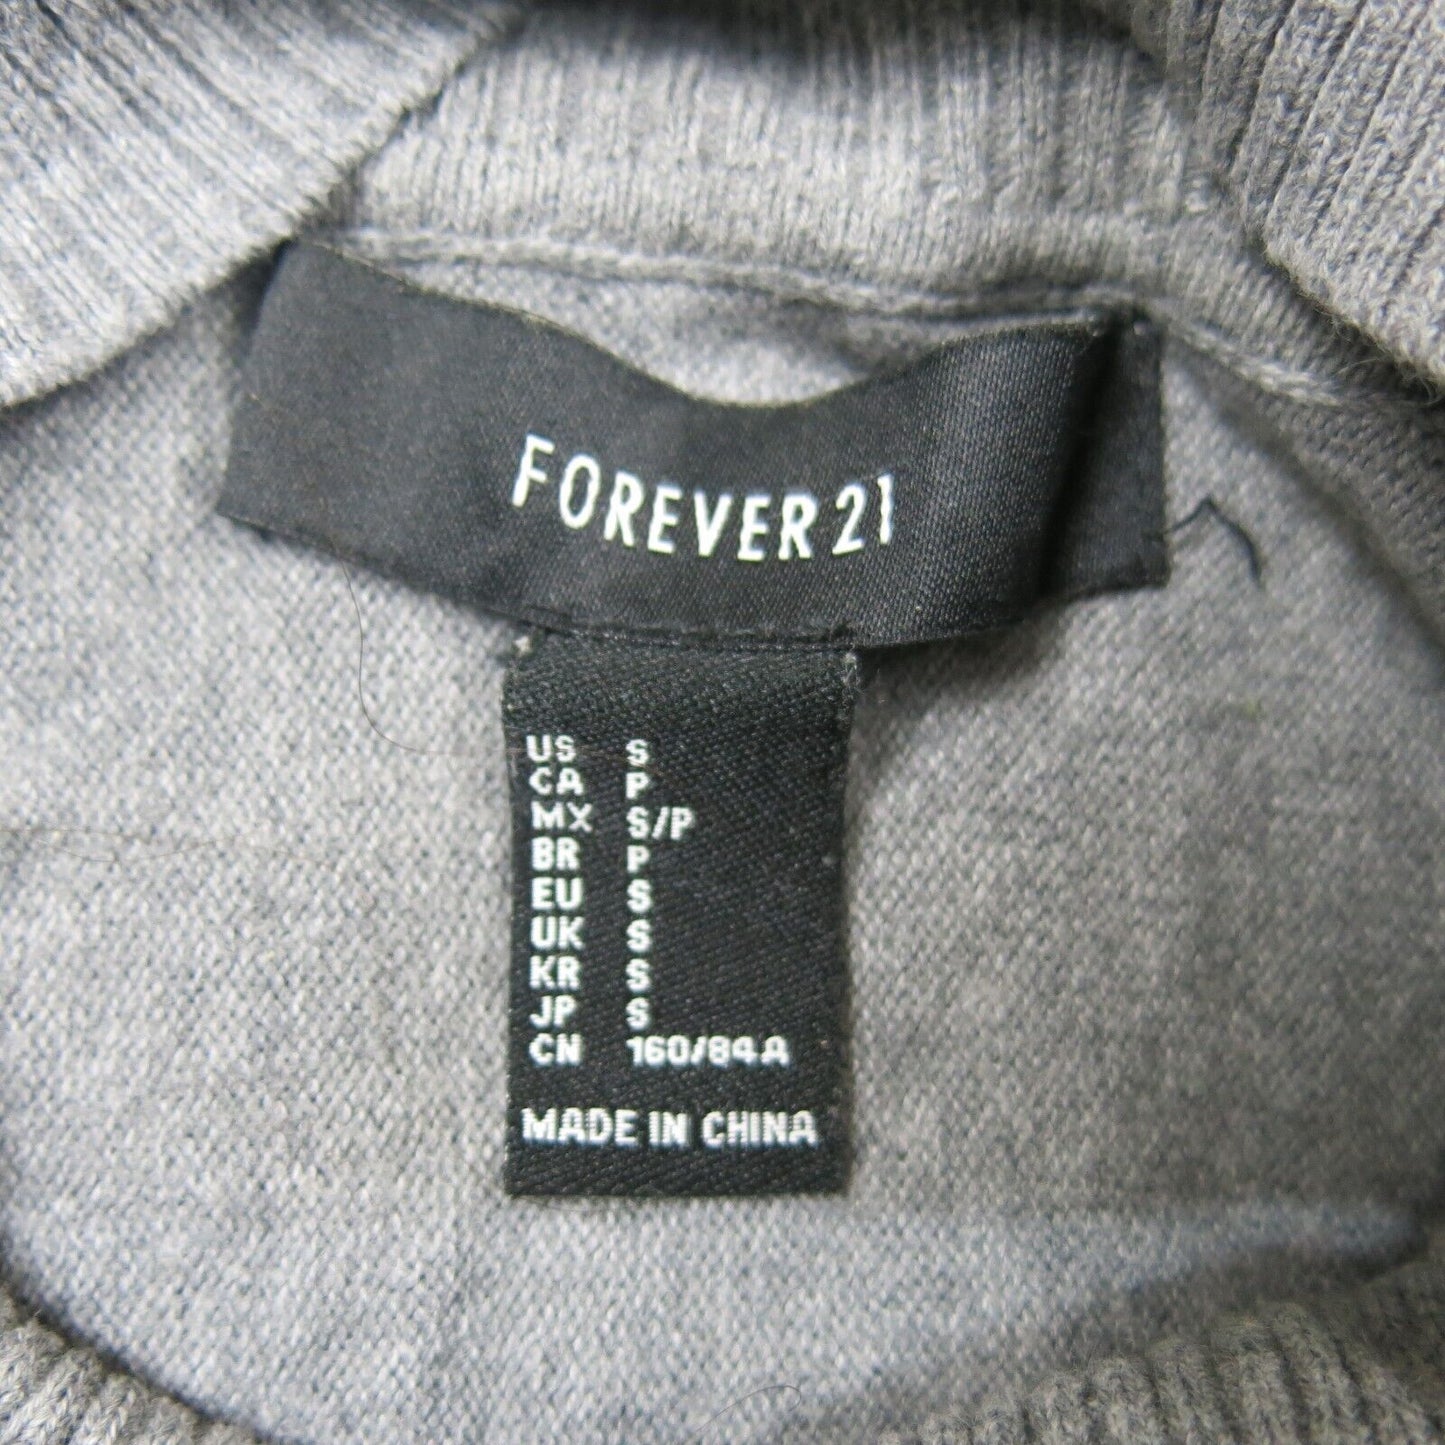 FOREVER 21
US S
CA P
MX S/P
BR P
EU S
UK S
KR S
JP S
CN 160/84A
MADE IN CHINA